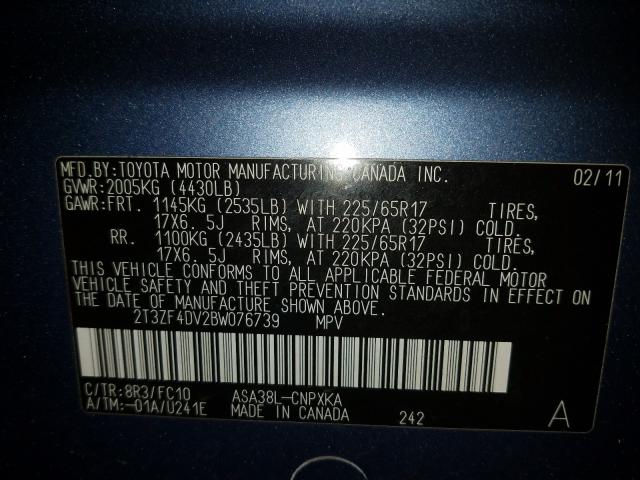 MFD.BY:TOYOTA MOTOR MANUFACTURING CANADA INC. 02/11
GVWR:2005KG (4430LB)
GAWR:FRT. 1145KG (2535LB) WITH 225/65R17 TIRES,
17X6. 5J RIMS, AT 220KPA (32PSI) COLD.
RR. 1100KG (2435LB) WITH 225/65R17 TIRES,
17X6. 5J RIMS, AT 220KPA (32PSI) COLD.
THIS VEHICLE CONFORMS TO ALL APPLICABLE FEDERAL MOTOR
VEHICLE SAFETY AND THEFT PREVENTION STANDARDS IN EFFECT ON
THE DATE OF MANUFACTURE SHOWN ABOVE.
2T3ZF4DV2BW076739 MPV
C/TR:8R3/FC10 ASA38L-CNPXKA
A/TM:-01A/U241E MADE IN CANADA 242 A